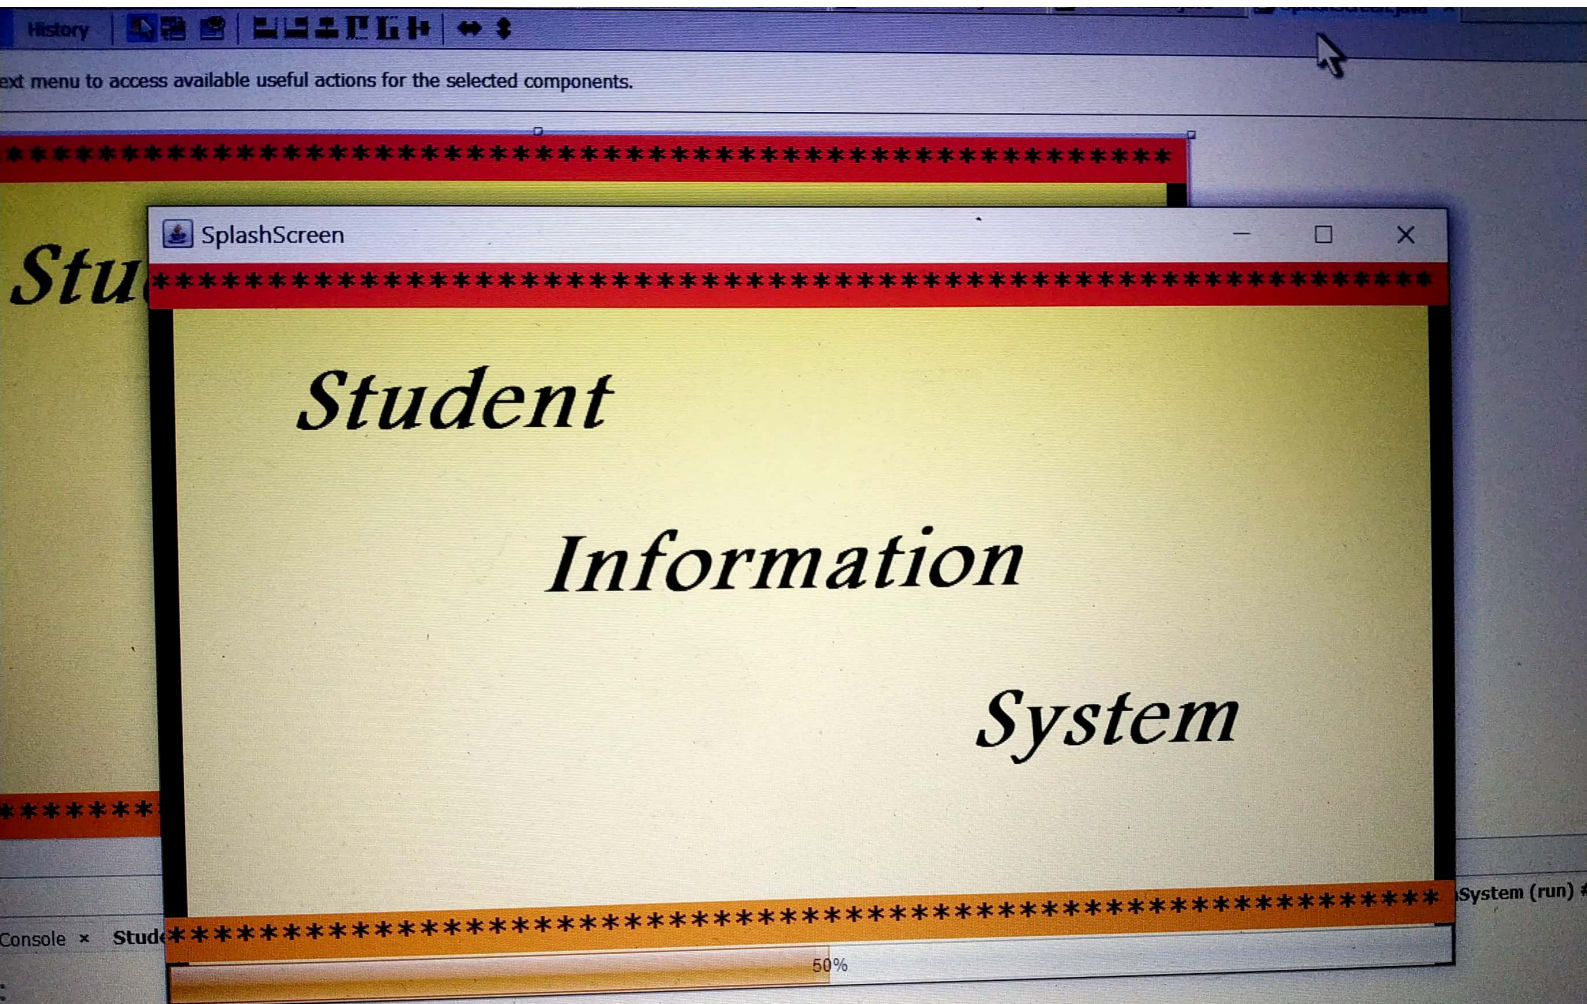 History
ext menu to access available useful actions for the selected components.
Stu
SplashScreen
Student
Information
System
System (run)
Console × Stude
50%